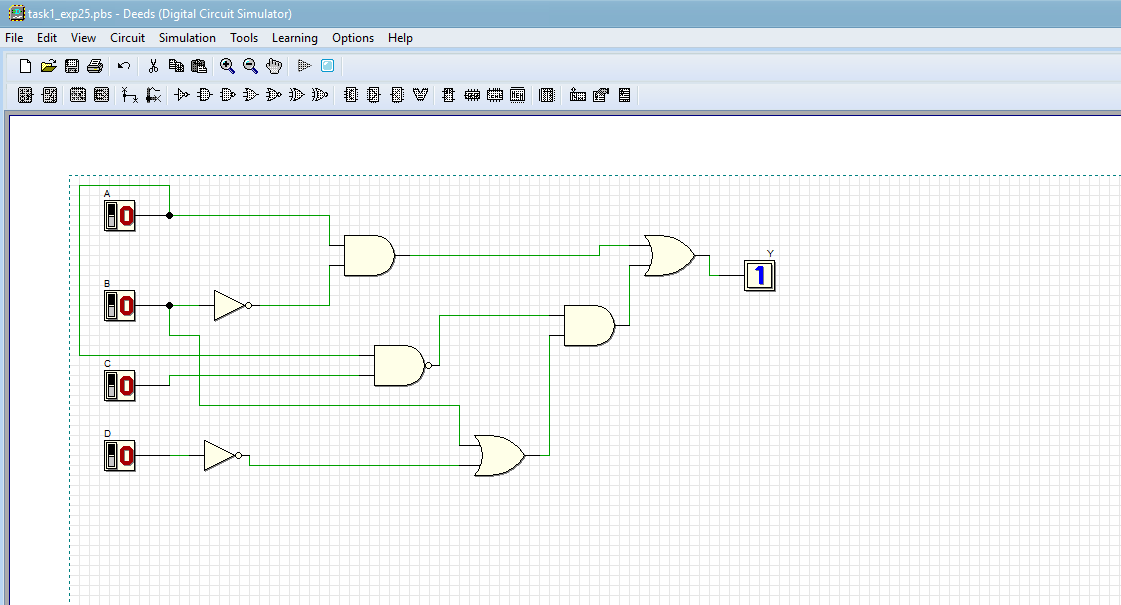 task1_exp25.pbs - Deeds (Digital Circuit Simulator)
File Edit View Circuit Simulation Tools Learning Options Help
A
0
B
0
C
0
D
0
Y
1